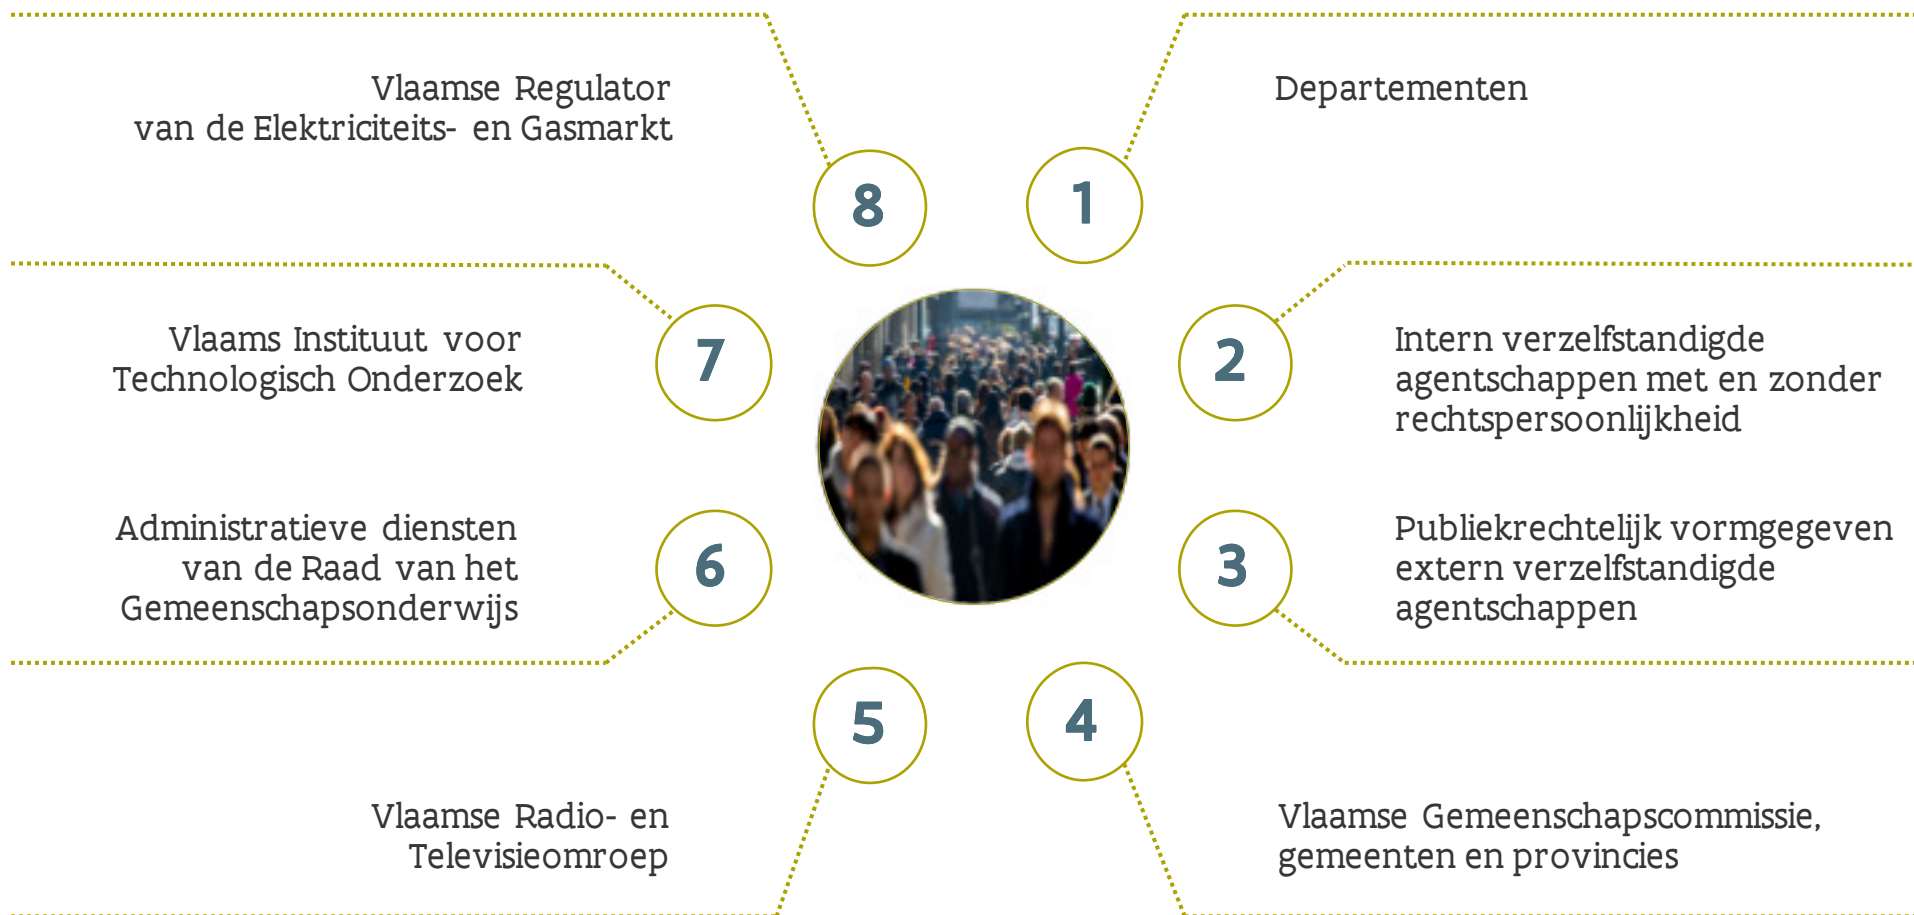 1
Departementen
2
Intern verzelfstandigde
agentschappen met en zonder
rechtspersoonlijkheid
3
Publiekrechtelijk vormgegeven
extern verzelfstandigde
agentschappen
4
Vlaamse Gemeenschapscommissie,
gemeenten en provincies
5
Vlaamse Radio- en
Televisieomroep
6
Administratieve diensten
van de Raad van het
Gemeenschapsonderwijs
7
Vlaams Instituut voor
Technologisch Onderzoek
8
Vlaamse Regulator
van de Elektriciteits- en Gasmarkt